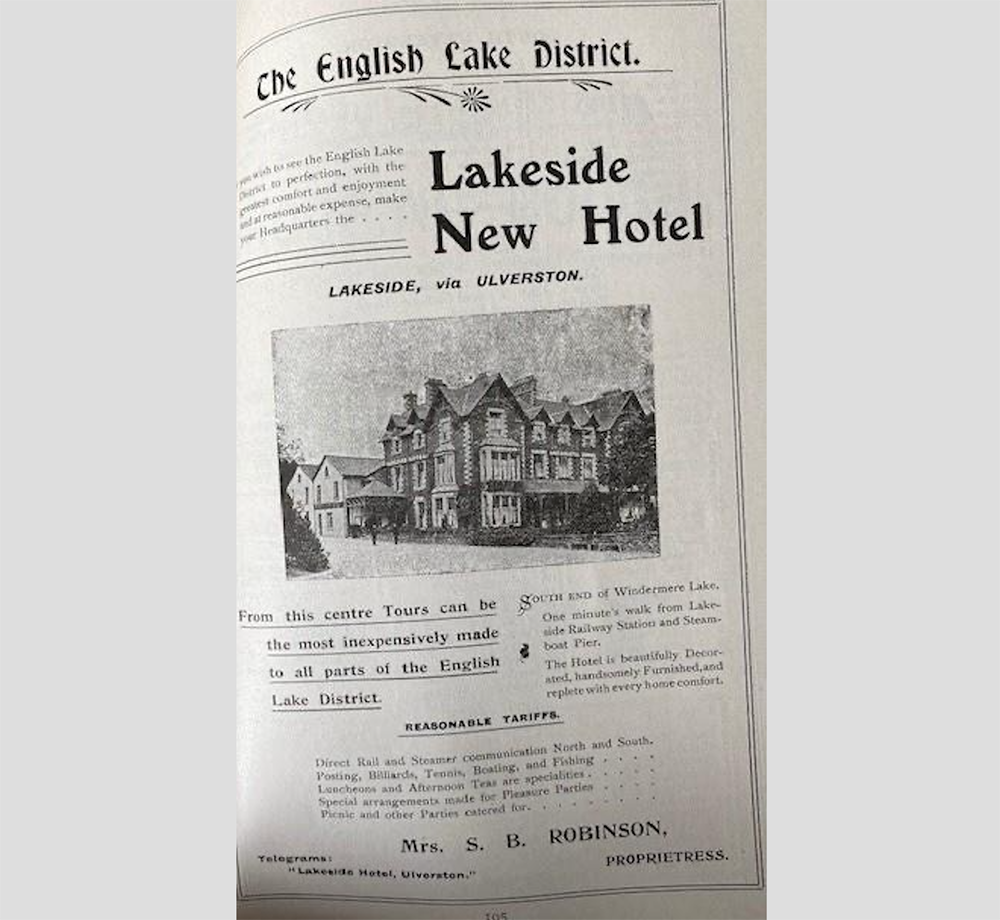 The English Lake District.
you wish to see the English Lake
District to perfection, with the
greatest comfort and enjoyment
and at reasonable expense, make
your Headquarters the . . . .
Lakeside
New Hotel
LAKESIDE, via ULVERSTON.
From this centre Tours can be
the most inexpensively made
to all parts of the English
Lake District.
SOUTH END of Windermere Lake.
One minute's walk from Lake-
side Railway Station and Steam-
boat Pier.
The Hotel is beautifully Decor-
ated, handsomely Furnished, and
replete with every home comfort.
REASONABLE TARIFFS.
Direct Rail and Steamer communication North and South.
Posting, Billiards, Tennis, Boating, and Fishing . . . .
Luncheons and Afternoon Teas are specialities . . . . .
Special arrangements made for Pleasure Parties . . . .
Picnic and other Parties catered for. . . . . . . . .
Mrs. S. B. ROBINSON,
PROPRIETRESS.
Telegrams:
"Lakeside Hotel, Ulverston."
195